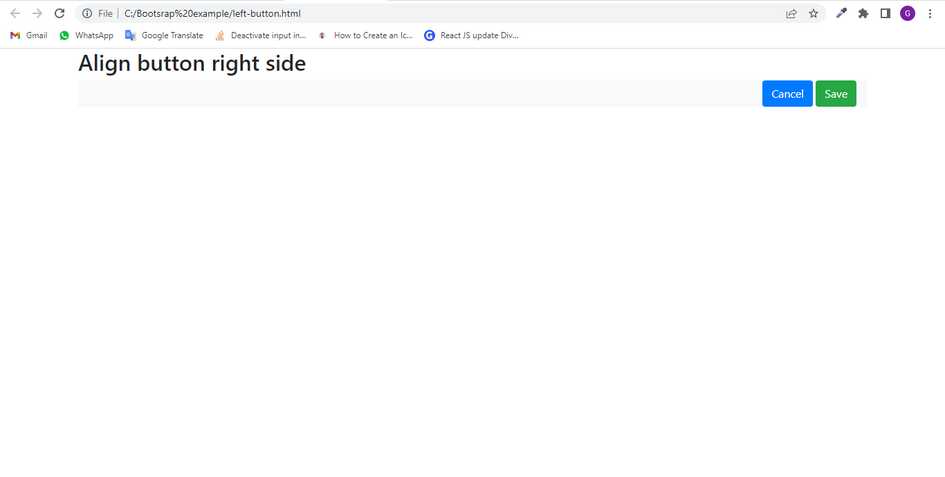 File C:/Bootsrap%20example/left-button.html G
Gmail WhatsApp Google Translate Deactivate input in... How to Create an Ic... G React JS update Div...
Align button right side
Cancel Save